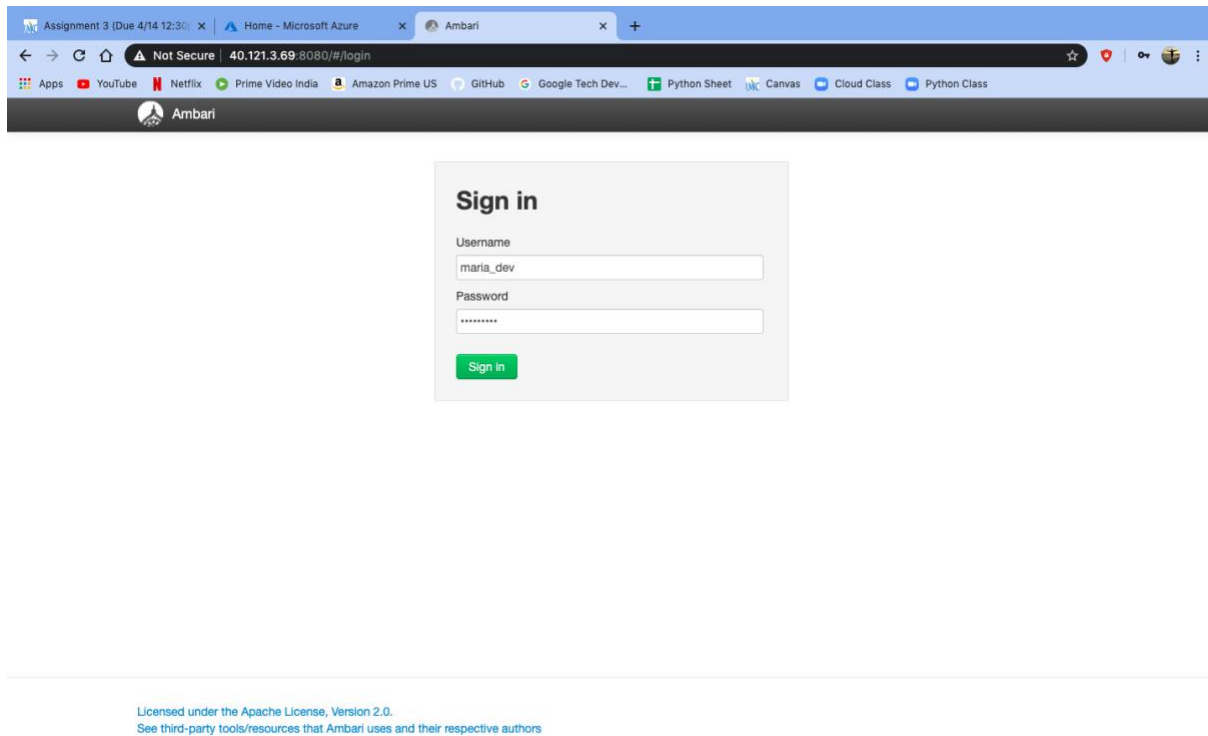 Assignment 3 (Due 4/14 12:30
Home - Microsoft Azure
Ambari
Not Secure | 40.121.3.69:8080/#/login
Apps YouTube Netflix Prime Video India Amazon Prime US GitHub Google Tech Dev... Python Sheet Canvas Cloud Class Python Class
Ambari
Sign in
Username
maria_dev
Password
•••••••••
Sign in
Licensed under the Apache License, Version 2.0.
See third-party tools/resources that Ambari uses and their respective authors